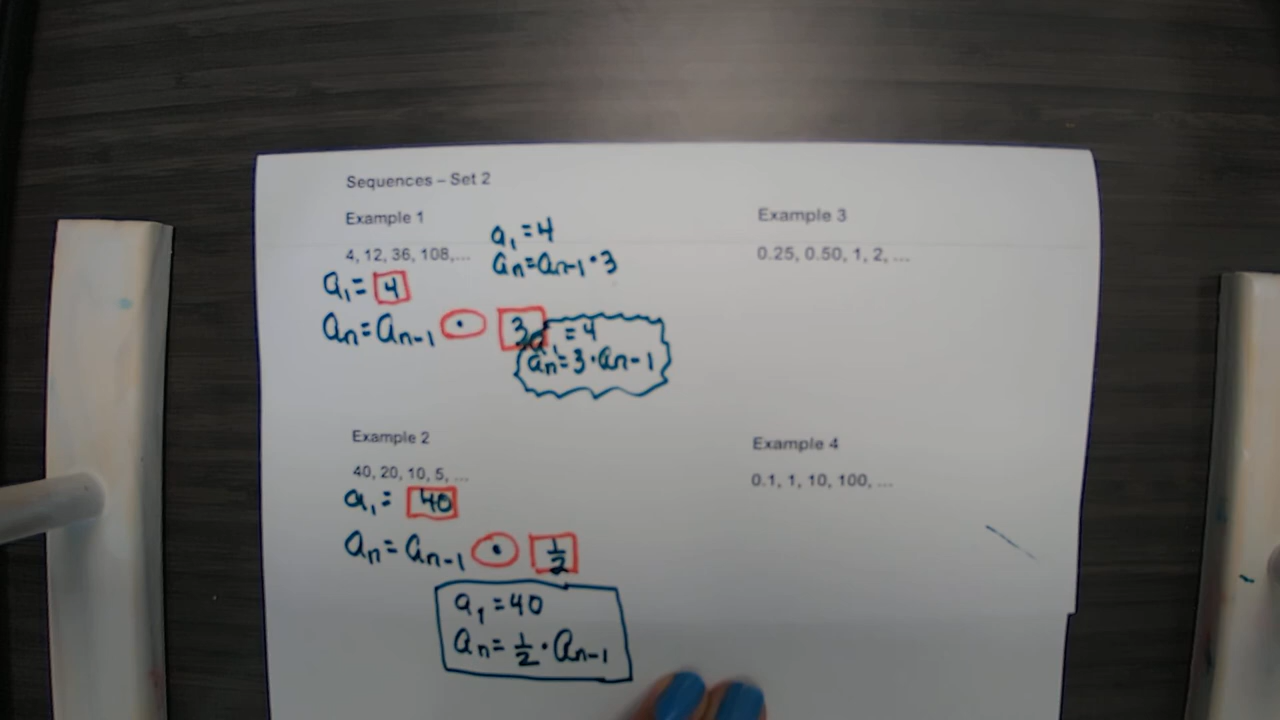 Sequences – Set 2
Example 1
4, 12, 36, 108,...
a₁ = 4
aₙ = aₙ₋₁ · 3
a₁ = 4
aₙ = aₙ₋₁ · 3
a₁ = 4
aₙ = 3 · aₙ₋₁
Example 2
40, 20, 10, 5, ...
a₁ = 40
aₙ = aₙ₋₁ · 1/2
a₁ = 40
aₙ = 1/2 · aₙ₋₁
Example 3
0.25, 0.50, 1, 2, ...
Example 4
0.1, 1, 10, 100, ...